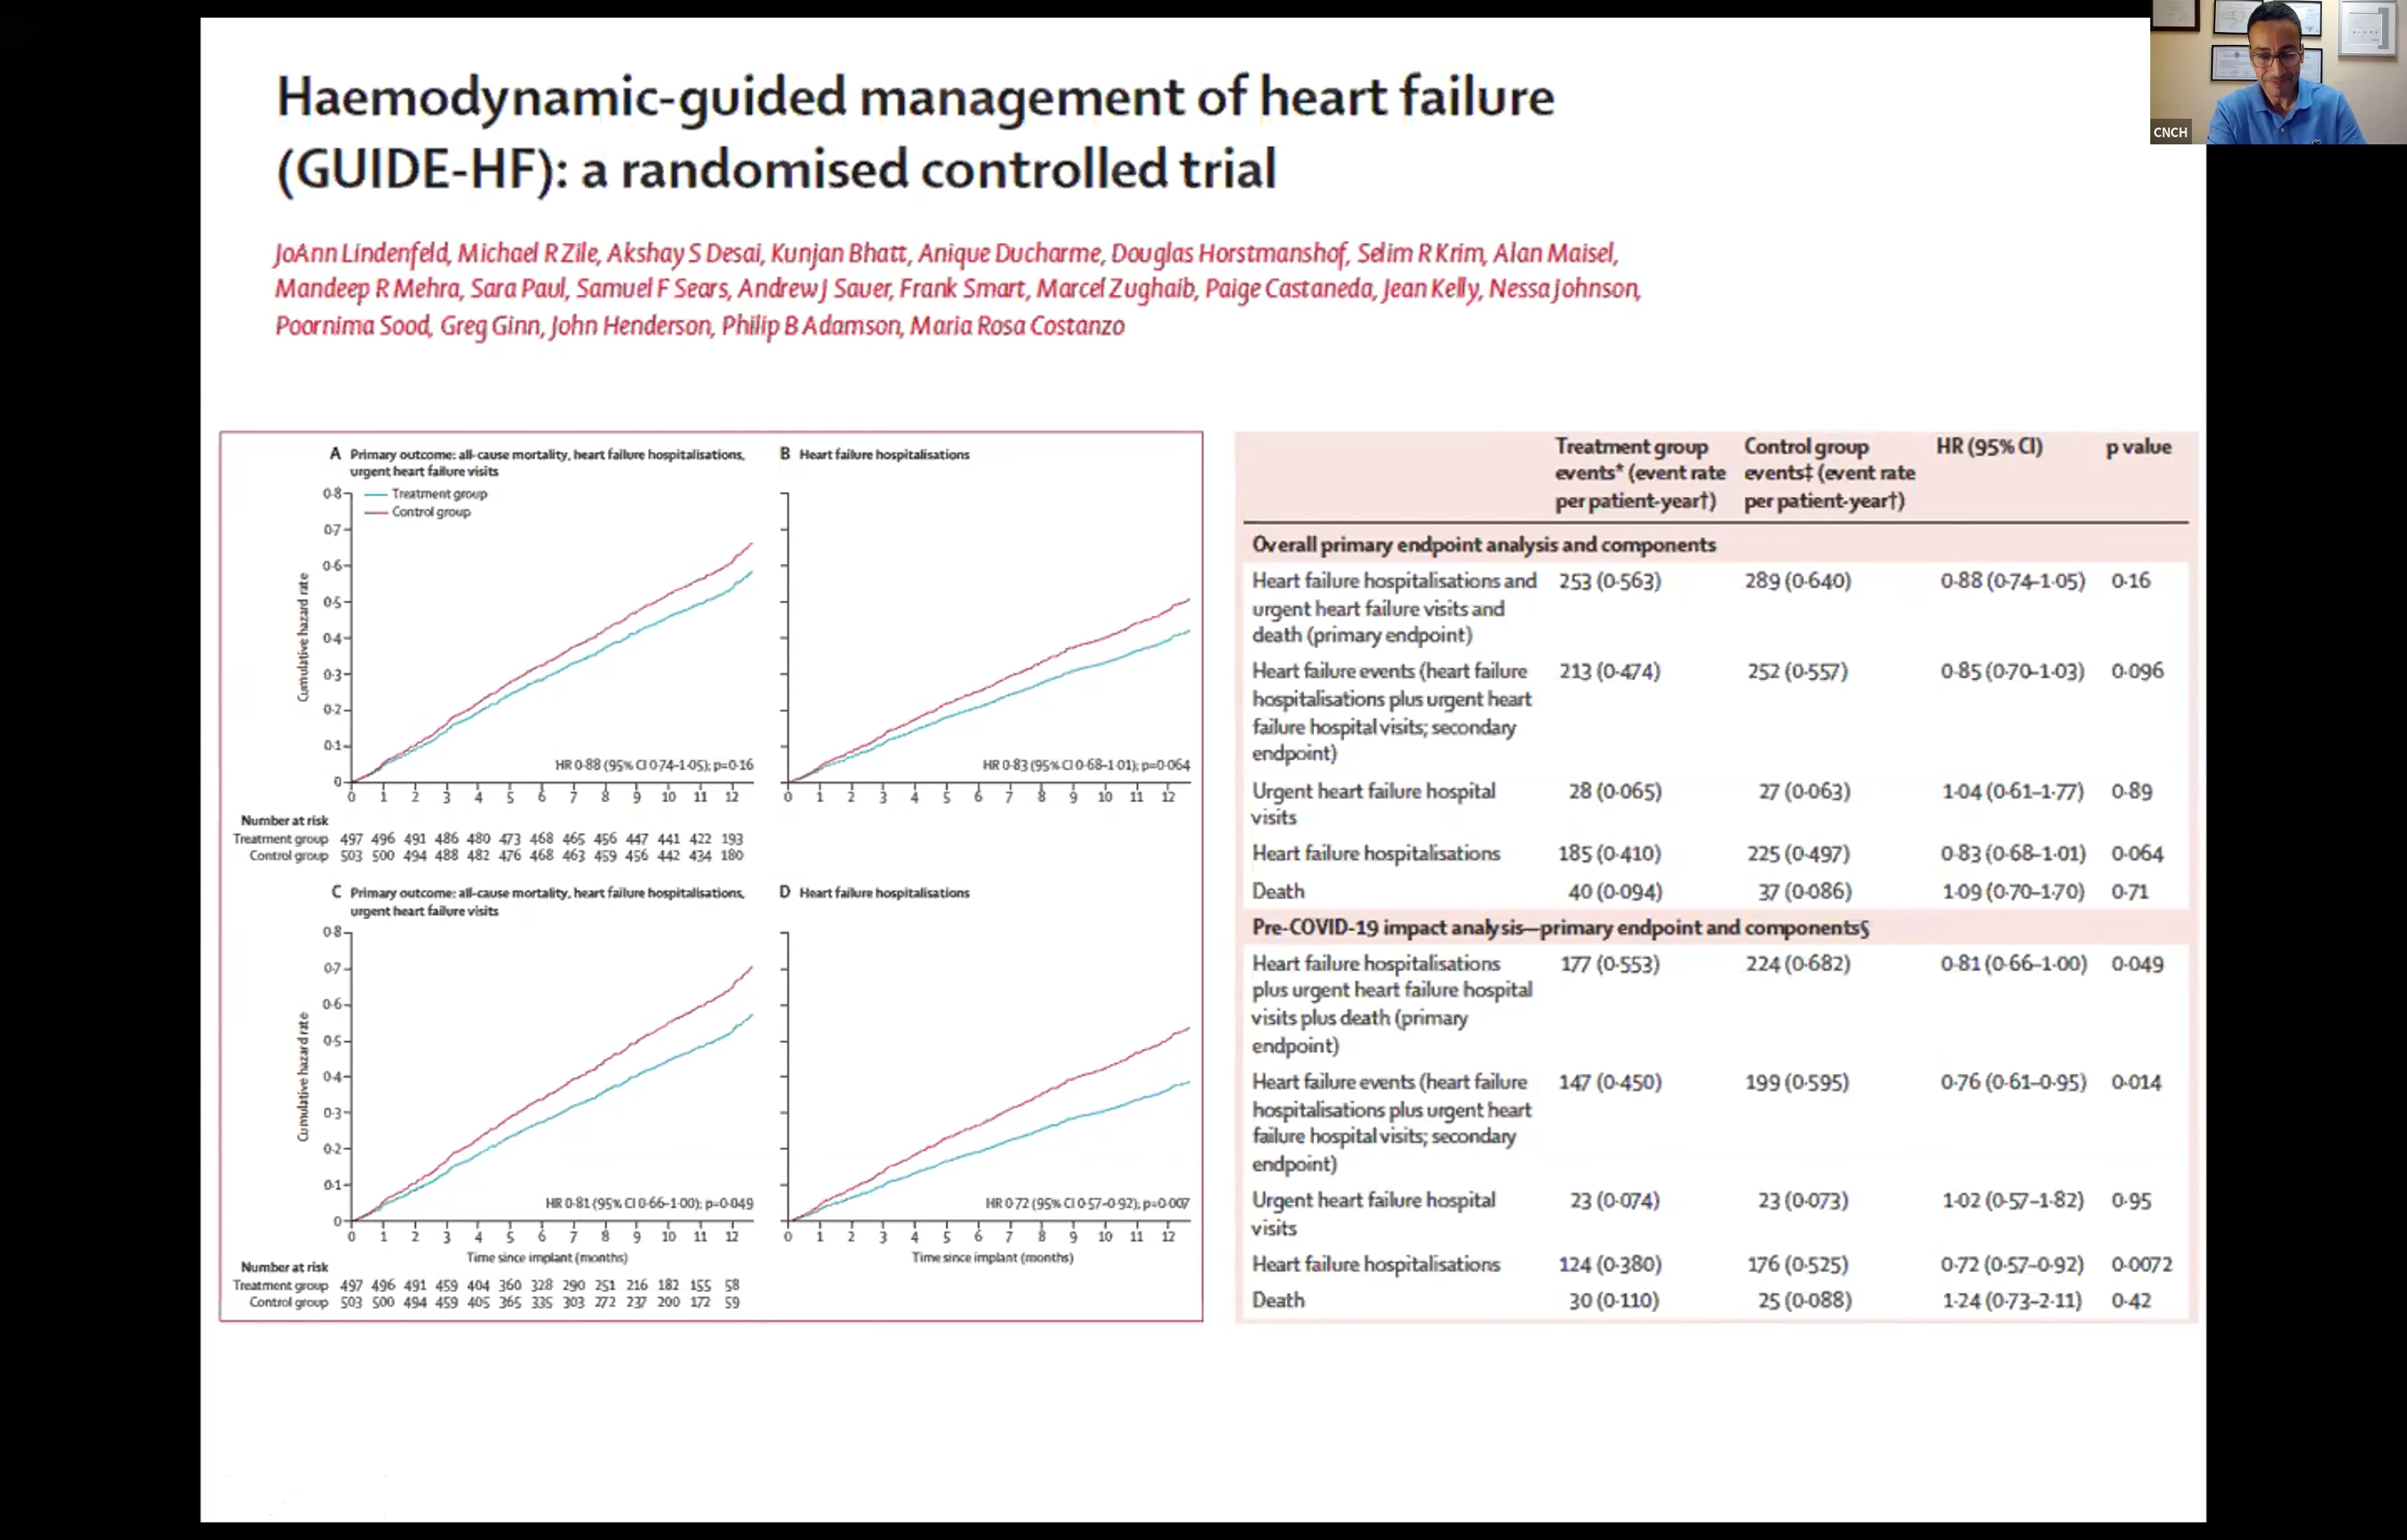 Haemodynamic-guided management of heart failure
(GUIDE-HF): a randomised controlled trial
JoAnn Lindenfeld, Michael R Zile, Akshay S Desai, Kunjan Bhatt, Anique Ducharme, Douglas Horstmanshof, Selim R Krim, Alan Maisel,
Mandeep R Mehra, Sara Paul, Samuel F Sears, Andrew J Sauer, Frank Smart, Marcel Zughaib, Paige Castaneda, Jean Kelly, Nessa Johnson,
Poornima Sood, Greg Ginn, John Henderson, Philip B Adamson, Maria Rosa Costanzo
CNCH
A Primary outcome: all-cause mortality, heart failure hospitalisations,
urgent heart failure visits
Treatment group
Control group
Cumulative hazard rate
0·8
0·7
0·6
0·5
0·4
0·3
0·2
0·1
0
HR 0·88 (95% CI 0·74–1·05); p=0·16
0 1 2 3 4 5 6 7 8 9 10 11 12
Number at risk
Treatment group 497 496 491 486 480 473 468 465 456 447 441 422 193
Control group 503 500 494 488 482 476 468 463 459 456 442 434 180
B Heart failure hospitalisations
HR 0·83 (95% CI 0·68–1·01); p=0·064
0 1 2 3 4 5 6 7 8 9 10 11 12
C Primary outcome: all-cause mortality, heart failure hospitalisations,
urgent heart failure visits
Cumulative hazard rate
0·8
0·7
0·6
0·5
0·4
0·3
0·2
0·1
0
HR 0·81 (95% CI 0·66–1·00); p=0·049
0 1 2 3 4 5 6 7 8 9 10 11 12
Time since implant (months)
Number at risk
Treatment group 497 496 491 459 404 360 328 290 251 216 182 155 58
Control group 503 500 494 459 405 365 335 303 272 237 200 172 59
D Heart failure hospitalisations
HR 0·72 (95% CI 0·57–0·92); p=0·007
0 1 2 3 4 5 6 7 8 9 10 11 12
Time since implant (months)
Treatment group Control group HR (95% CI) p value
events* (event rate events‡ (event rate
per patient-year†) per patient-year†)
Overall primary endpoint analysis and components
Heart failure hospitalisations and 253 (0·563) 289 (0·640) 0·88 (0·74–1·05) 0·16
urgent heart failure visits and
death (primary endpoint)
Heart failure events (heart failure 213 (0·474) 252 (0·557) 0·85 (0·70–1·03) 0·096
hospitalisations plus urgent heart
failure hospital visits; secondary
endpoint)
Urgent heart failure hospital 28 (0·065) 27 (0·063) 1·04 (0·61–1·77) 0·89
visits
Heart failure hospitalisations 185 (0·410) 225 (0·497) 0·83 (0·68–1·01) 0·064
Death 40 (0·094) 37 (0·086) 1·09 (0·70–1·70) 0·71
Pre-COVID-19 impact analysis—primary endpoint and components§
Heart failure hospitalisations 177 (0·553) 224 (0·682) 0·81 (0·66–1·00) 0·049
plus urgent heart failure hospital
visits plus death (primary
endpoint)
Heart failure events (heart failure 147 (0·450) 199 (0·595) 0·76 (0·61–0·95) 0·014
hospitalisations plus urgent heart
failure hospital visits; secondary
endpoint)
Urgent heart failure hospital 23 (0·074) 23 (0·073) 1·02 (0·57–1·82) 0·95
visits
Heart failure hospitalisations 124 (0·380) 176 (0·525) 0·72 (0·57–0·92) 0·0072
Death 30 (0·110) 25 (0·088) 1·24 (0·73–2·11) 0·42